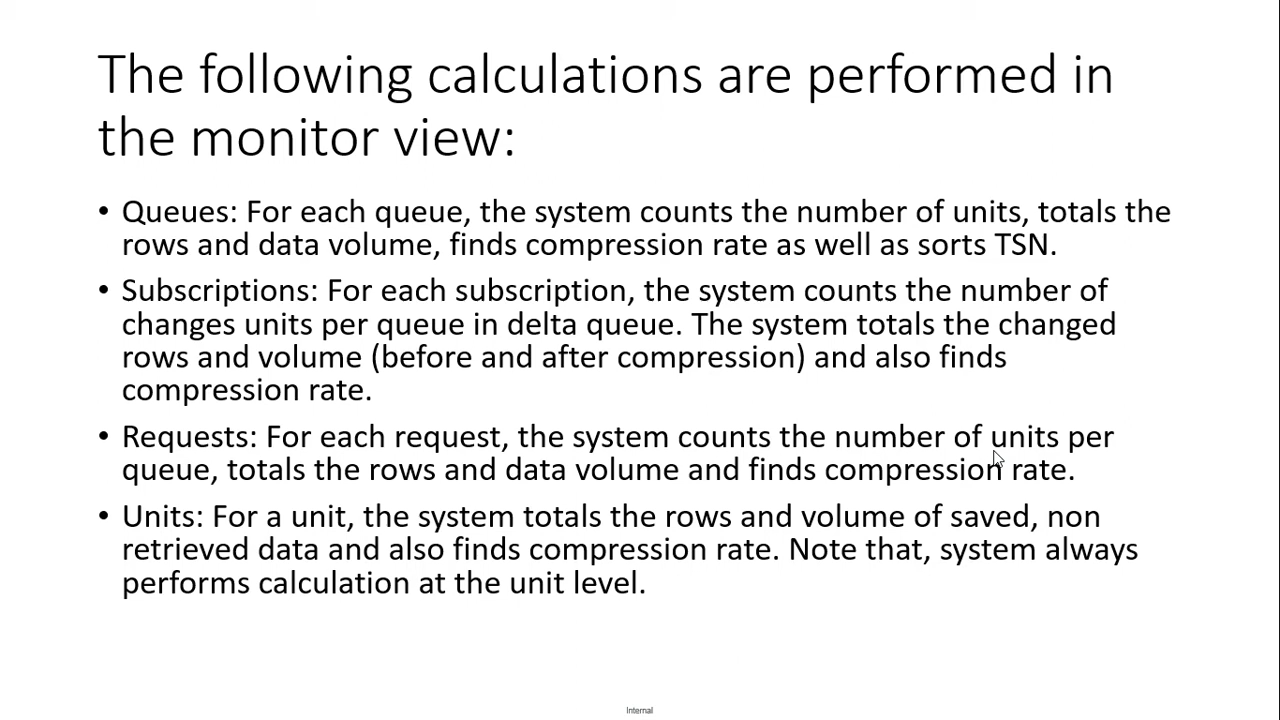 The following calculations are performed in
the monitor view:
• Queues: For each queue, the system counts the number of units, totals the
rows and data volume, finds compression rate as well as sorts TSN.
• Subscriptions: For each subscription, the system counts the number of
changes units per queue in delta queue. The system totals the changed
rows and volume (before and after compression) and also finds
compression rate.
• Requests: For each request, the system counts the number of units per
queue, totals the rows and data volume and finds compression rate.
• Units: For a unit, the system totals the rows and volume of saved, non
retrieved data and also finds compression rate. Note that, system always
performs calculation at the unit level.
Internal